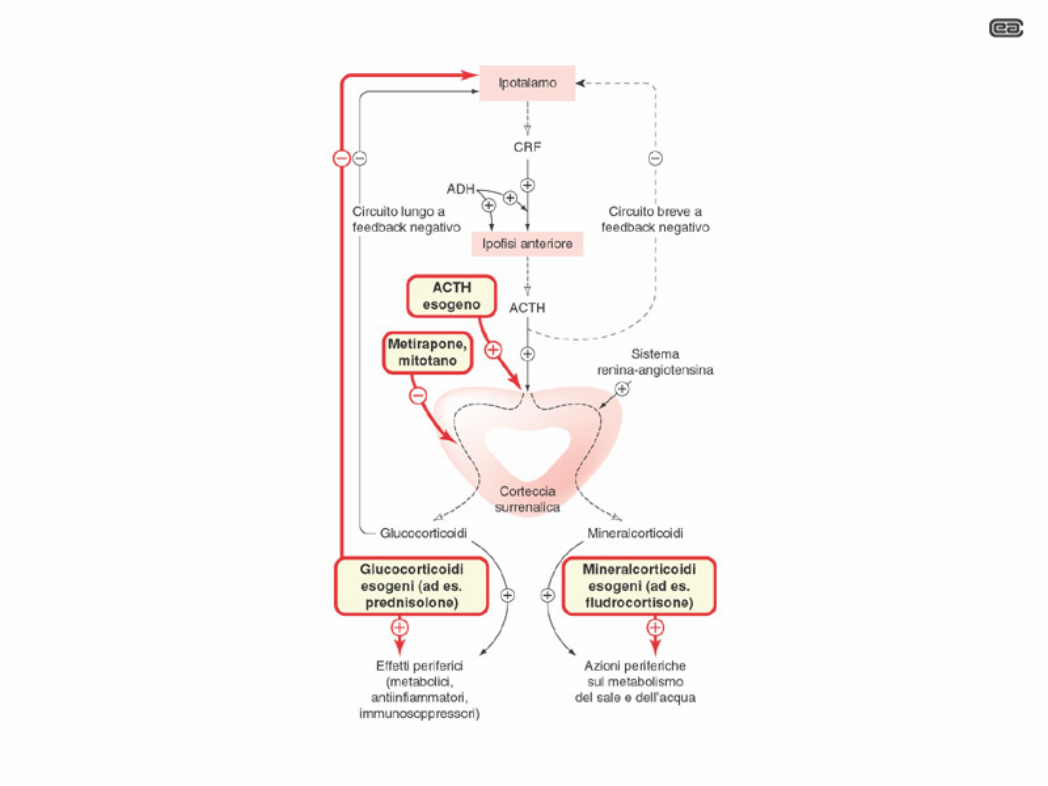 Ipotalamo
CRF
ADH
Circuito lungo a
feedback negativo
Circuito breve a
feedback negativo
Ipofisi anteriore
ACTH
esogeno
ACTH
Metirapone,
mitotano
Sistema
renina-angiotensina
Corteccia
surrenalica
Glucocorticoidi
Mineralcorticoidi
Glucocorticoidi
esogeni (ad es.
prednisolone)
Mineralcorticoidi
esogeni (ad es.
fludrocortisone)
Effetti periferici
(metabolici,
antiinfiammatori,
immunosoppressori)
Azioni periferiche
sul metabolismo
del sale e dell'acqua